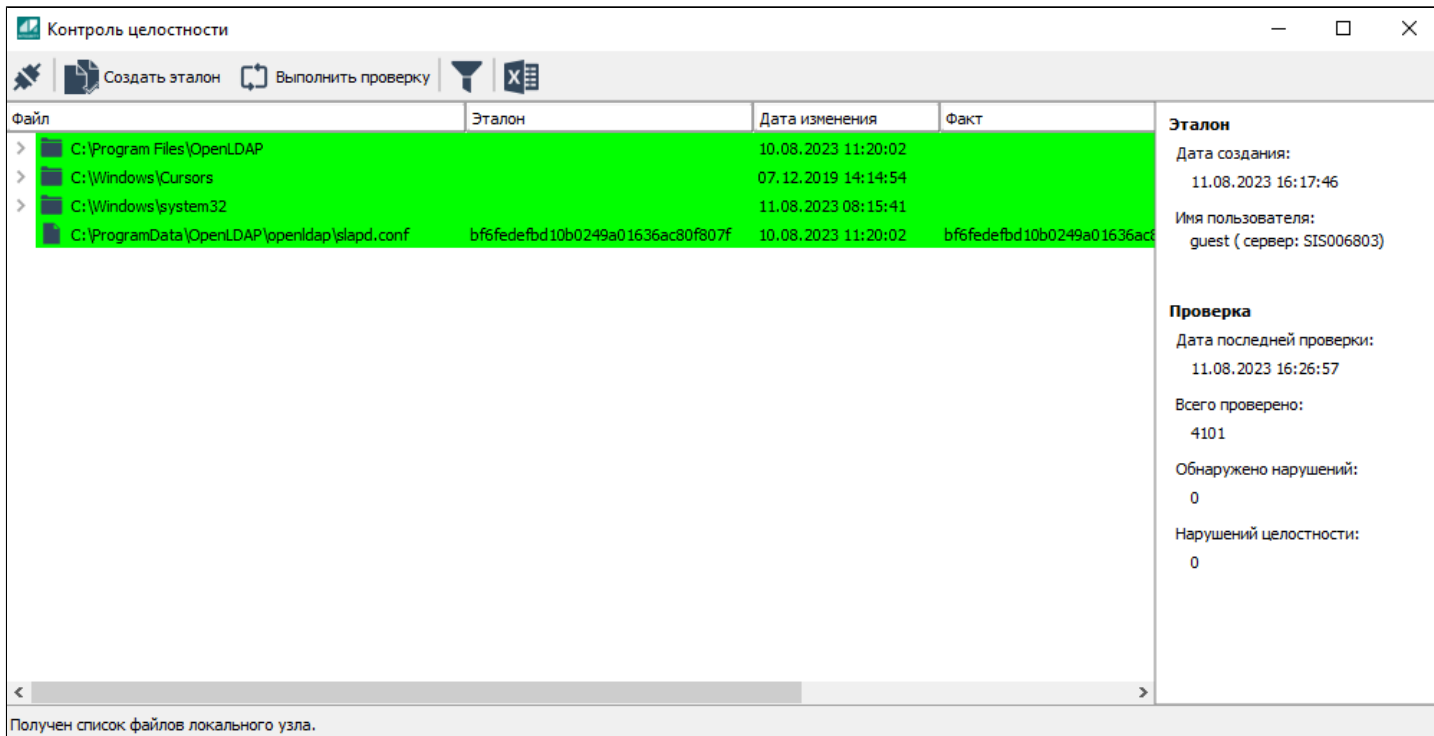 Контроль целостности
Создать эталон Выполнить проверку
Файл Эталон Дата изменения Факт
C:\Program Files\OpenLDAP 10.08.2023 11:20:02
C:\Windows\Cursors 07.12.2019 14:14:54
C:\Windows\system32 11.08.2023 08:15:41
C:\ProgramData\OpenLDAP\openldap\slapd.conf bf6fedefbd10b0249a01636ac80f807f 10.08.2023 11:20:02 bf6fedefbd10b0249a01636ac8
Эталон
Дата создания:
11.08.2023 16:17:46
Имя пользователя:
guest ( сервер: SIS006803)
Проверка
Дата последней проверки:
11.08.2023 16:26:57
Всего проверено:
4101
Обнаружено нарушений:
0
Нарушений целостности:
0
Получен список файлов локального узла.